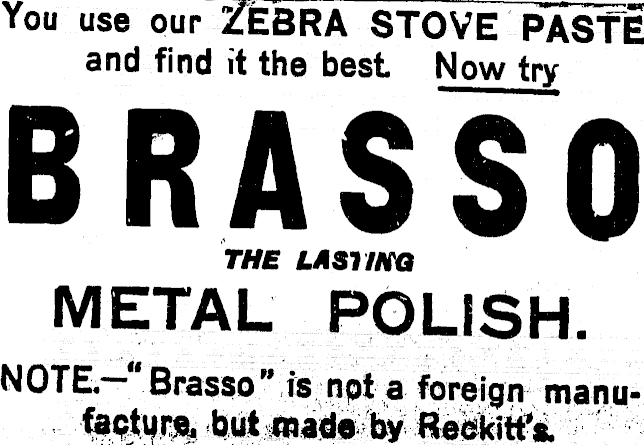 You use our ZEBRA STOVE PASTE
and find it the best. Now try
BRASSO
THE LASTING
METAL POLISH.
NOTE.—“Brasso” is not a foreign manu-
facture, but made by Reckitt's.